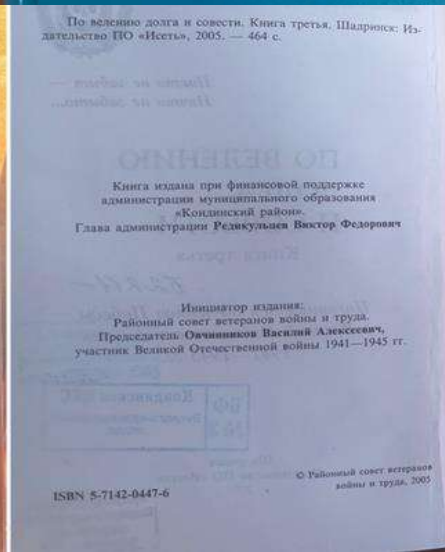 По велению долга и совести. Книга третья. Шадринск: Из-
дательство ПО «Исеть», 2005. — 464 с.
Книга издана при финансовой поддержке
администрации муниципального образования
«Кондинский район».
Глава администрации Редикульцев Виктор Федорович
Инициатор издания:
Районный совет ветеранов войны и труда.
Председатель Овчинников Василий Алексеевич,
участник Великой Отечественной войны 1941—1945 гг.
© Районный совет ветеранов
войны и труда, 2005
ISBN 5-7142-0447-6